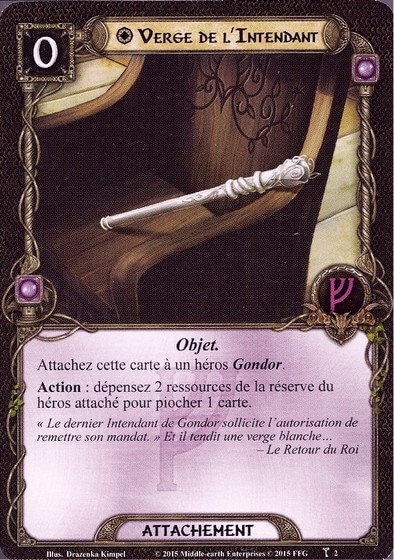 0
VERGE DE L'INTENDANT
Objet.
Attachez cette carte à un héros Gondor.
Action : dépensez 2 ressources de la réserve du
héros attaché pour piocher 1 carte.
« Le dernier Intendant de Gondor sollicite l'autorisation de
remettre son mandat. » Et il tendit une verge blanche…
– Le Retour du Roi
ATTACHEMENT
Illus. Drazenka Kimpel © 2015 Middle-earth Enterprises © 2015 FFG 2